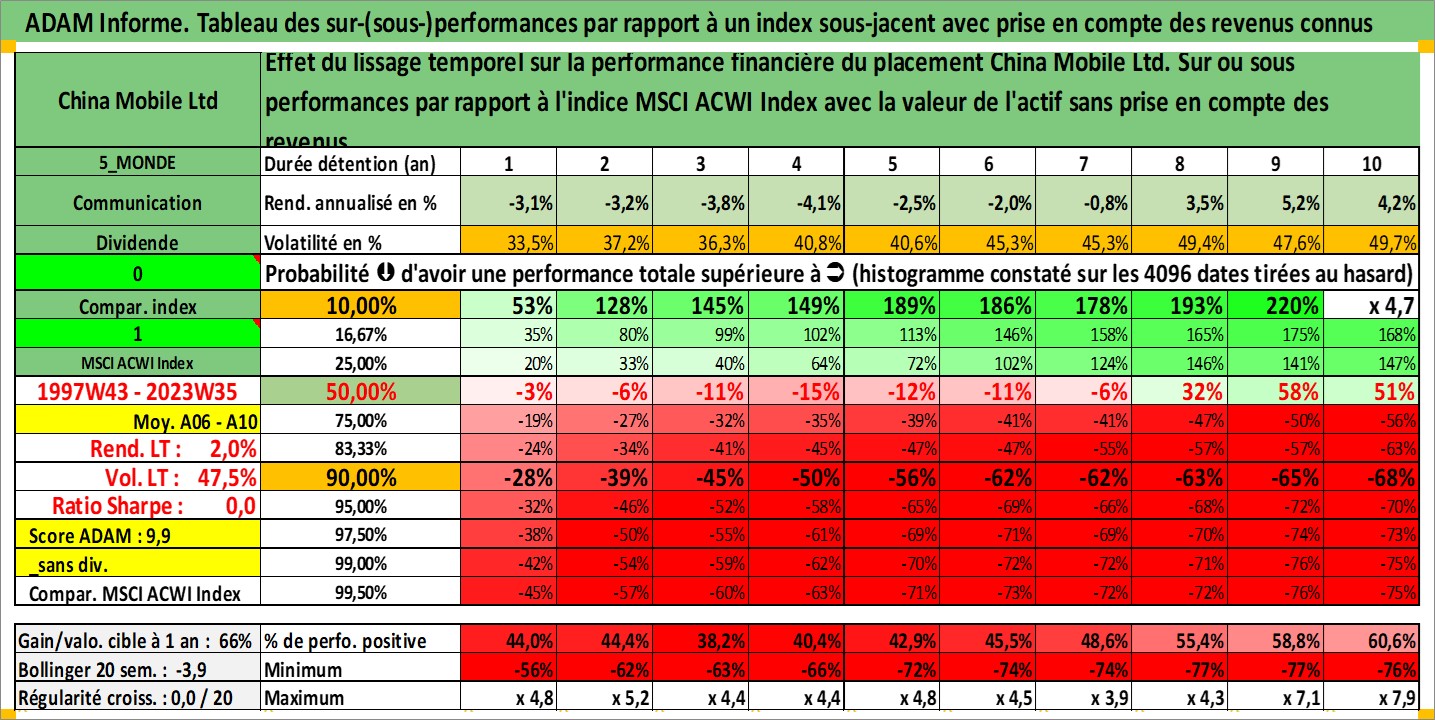 ADAM Informe. Tableau des sur-(sous-)performances par rapport à un index sous-jacent avec prise en compte des revenus connus
China Mobile Ltd
Effet du lissage temporel sur la performance financière du placement China Mobile Ltd. Sur ou sous
performances par rapport à l'indice MSCI ACWI Index avec la valeur de l'actif sans prise en compte des
revenus
5_MONDE Durée détention (an) 1 2 3 4 5 6 7 8 9 10
Communication Rend. annualisé en % -3,1% -3,2% -3,8% -4,1% -2,5% -2,0% -0,8% 3,5% 5,2% 4,2%
Dividende Volatilité en % 33,5% 37,2% 36,3% 40,8% 40,6% 45,3% 45,3% 49,4% 47,6% 49,7%
0 Probabilité d'avoir une performance totale supérieure à (histogramme constaté sur les 4096 dates tirées au hasard)
Compar. index 10,00% 53% 128% 145% 149% 189% 186% 178% 193% 220% x 4,7
1 16,67% 35% 80% 99% 102% 113% 146% 158% 165% 175% 168%
MSCI ACWI Index 25,00% 20% 33% 40% 64% 72% 102% 124% 146% 141% 147%
1997W43 - 2023W35 50,00% -3% -6% -11% -15% -12% -11% -6% 32% 58% 51%
Moy. A06 - A10 75,00% -19% -27% -32% -35% -39% -41% -41% -47% -50% -56%
Rend. LT : 2,0% 83,33% -24% -34% -41% -45% -47% -47% -55% -57% -57% -63%
Vol. LT : 47,5% 90,00% -28% -39% -45% -50% -56% -62% -62% -63% -65% -68%
Ratio Sharpe : 0,0 95,00% -32% -46% -52% -58% -65% -69% -66% -68% -72% -70%
Score ADAM : 9,9 97,50% -38% -50% -55% -61% -69% -71% -69% -70% -74% -73%
_sans div. 99,00% -42% -54% -59% -62% -70% -72% -72% -71% -76% -75%
Compar. MSCI ACWI Index 99,50% -45% -57% -60% -63% -71% -73% -72% -72% -76% -75%
Gain/valo. cible à 1 an : 66% % de perfo. positive 44,0% 44,4% 38,2% 40,4% 42,9% 45,5% 48,6% 55,4% 58,8% 60,6%
Bollinger 20 sem. : -3,9 Minimum -56% -62% -63% -66% -72% -74% -74% -77% -77% -76%
Régularité croiss. : 0,0 / 20 Maximum x 4,8 x 5,2 x 4,4 x 4,4 x 4,8 x 4,5 x 3,9 x 4,3 x 7,1 x 7,9